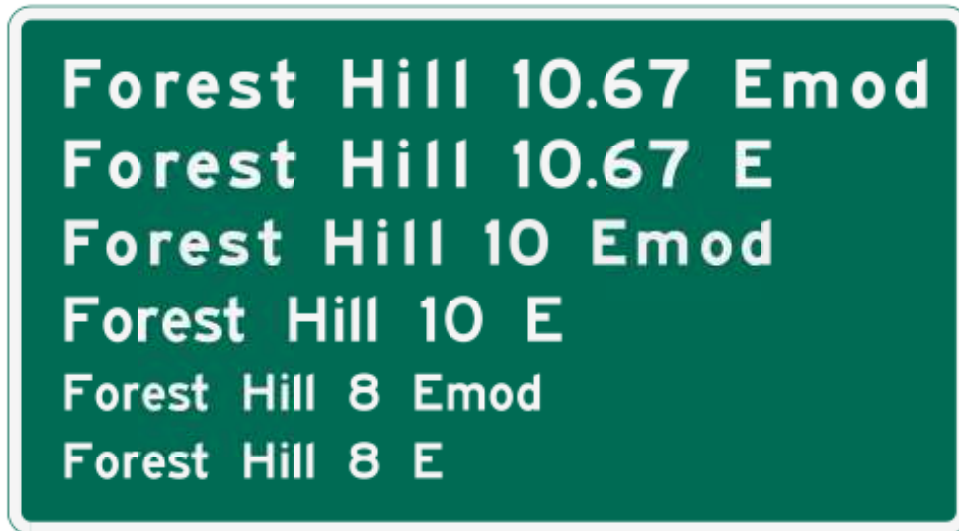 Forest Hill 10.67 Emod
Forest Hill 10.67 E
Forest Hill 10 Emod
Forest Hill 10 E
Forest Hill 8 Emod
Forest Hill 8 E